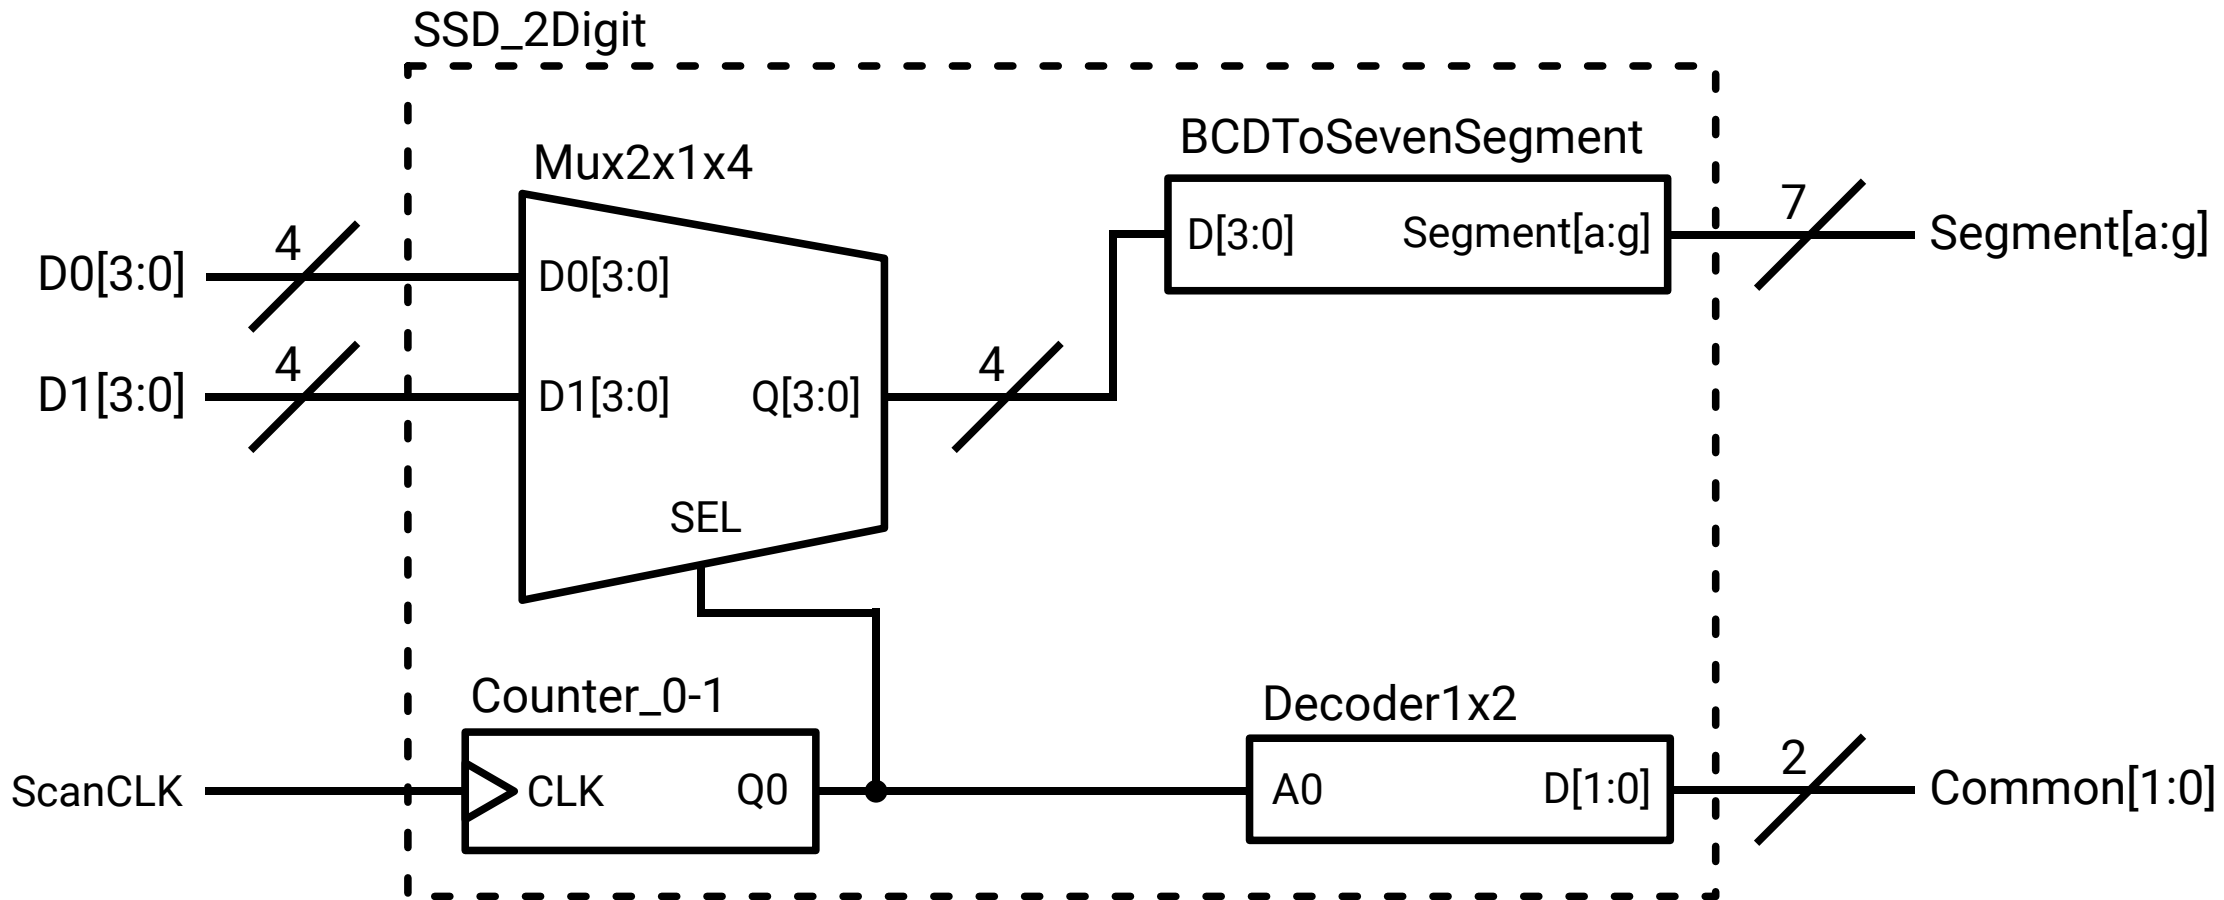 SSD_2Digit
Mux2x1x4
BCDToSevenSegment
D0[3:0]
4
D0[3:0]
D[3:0]
Segment[a:g]
7
Segment[a:g]
D1[3:0]
4
D1[3:0]
Q[3:0]
4
SEL
Counter_0-1
Decoder1x2
ScanCLK
CLK
Q0
A0
D[1:0]
2
Common[1:0]